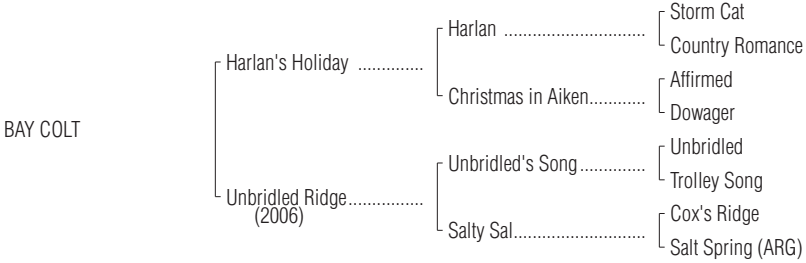 Storm Cat
Harlan ..............................
Country Romance
Harlan's Holiday ..............
Affirmed
Christmas in Aiken............
Dowager
BAY COLT
Unbridled
Unbridled's Song..............
Trolley Song
Unbridled Ridge................
(2006)
Cox's Ridge
Salty Sal............................
Salt Spring (ARG)